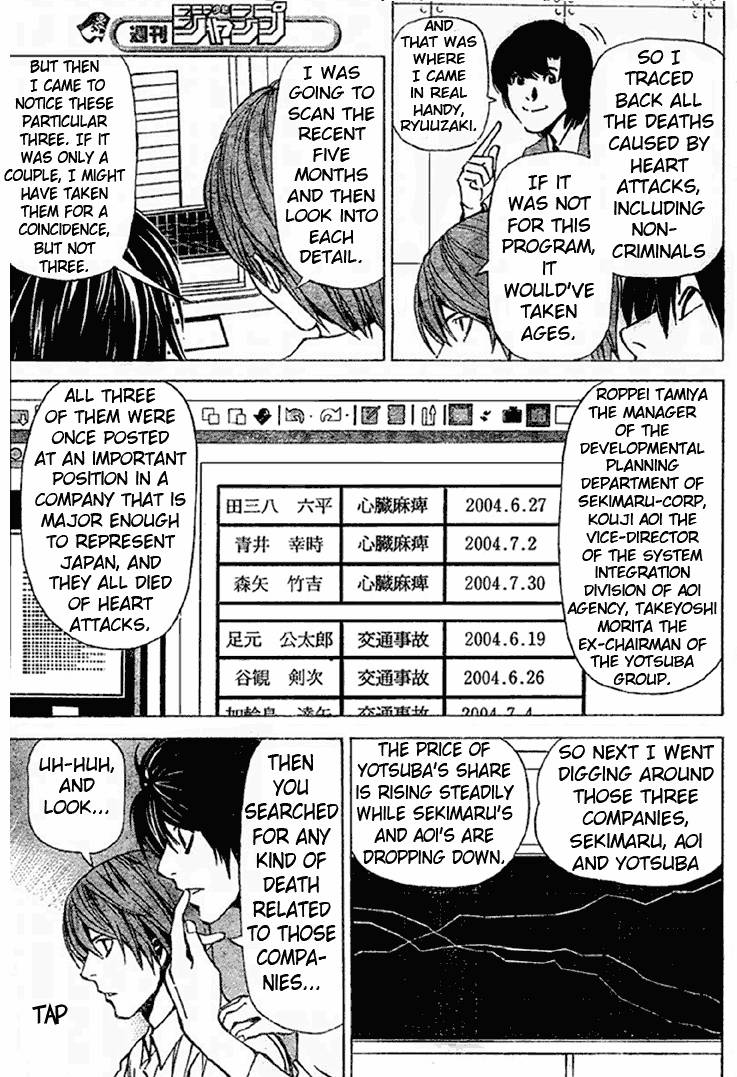 週刊
ジャンプ
SO I
TRACED
BACK ALL
THE DEATHS
CAUSED BY
HEART
ATTACKS,
INCLUDING
NON-
CRIMINALS
AND
THAT WAS
WHERE
I CAME
IN REAL
HANDY,
RYUUZAKI.
IF IT
WAS NOT
FOR THIS
PROGRAM,
IT
WOULD'VE
TAKEN
AGES.
I WAS
GOING TO
SCAN THE
RECENT
FIVE
MONTHS
AND THEN
LOOK INTO
EACH
DETAIL.
BUT THEN
I CAME TO
NOTICE THESE
PARTICULAR
THREE. IF IT
WAS ONLY A
COUPLE, I MIGHT
HAVE TAKEN
THEM FOR A
COINCIDENCE,
BUT NOT
THREE.
ROPPEI TAMIYA
THE MANAGER
OF THE
DEVELOPMENTAL
PLANNING
DEPARTMENT OF
SEKIMARU-CORP,
KOUJI AOI THE
VICE-DIRECTOR
OF THE SYSTEM
INTEGRATION
DIVISION OF AOI
AGENCY, TAKEYOSHI
MORITA THE
EX-CHAIRMAN OF
THE YOTSUBA
GROUP.
田三八 六平 心臓麻痺 2004.6.27
青井 幸時 心臓麻痺 2004.7.2
森矢 竹吉 心臓麻痺 2004.7.30
足元 公太郎 交通事故 2004.6.19
谷観 剣次 交通事故 2004.6.26
交通事故 2004.7.4
ALL THREE
OF THEM WERE
ONCE POSTED
AT AN IMPORTANT
POSITION IN A
COMPANY THAT IS
MAJOR ENOUGH
TO REPRESENT
JAPAN, AND
THEY ALL DIED
OF HEART
ATTACKS.
SO NEXT I WENT
DIGGING AROUND
THOSE THREE
COMPANIES,
SEKIMARU, AOI
AND YOTSUBA
THE PRICE OF
YOTSUBA'S SHARE
IS RISING STEADILY
WHILE SEKIMARU'S
AND AOI'S ARE
DROPPING DOWN.
THEN
YOU
SEARCHED
FOR ANY
KIND OF
DEATH
RELATED
TO THOSE
COMPA-
NIES...
UH-HUH,
AND
LOOK...
TAP